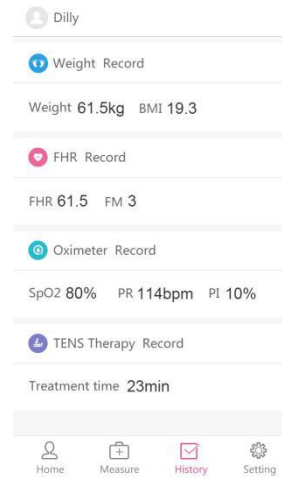 Dilly
Weight Record
Weight 61.5kg BMI 19.3
FHR Record
FHR 61.5 FM 3
Oximeter Record
SpO2 80% PR 114bpm PI 10%
TENS Therapy Record
Treatment time 23min
Home Measure History Setting